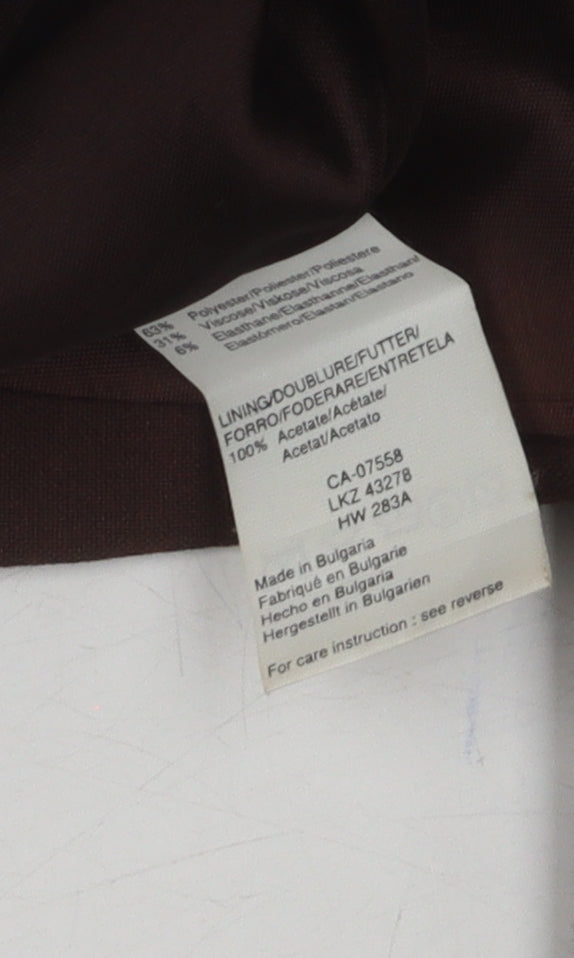 63% Polyester/Poliester/Poliestere
31% Viscose/Viskose/Viscosa
6% Elasthane/Elasthanne/Elasthan/
Elastómero/Elastan/Elastano
LINING/DOUBLURE/FUTTER/
FORRO/FODERARE/ENTRETELA
100% Acetate/Acétate/
Acetat/Acetato
CA-07558
LKZ 43278
HW 283A
Made in Bulgaria
Fabriqué en Bulgarie
Hecho en Bulgaria
Hergestellt in Bulgarien
For care instruction : see reverse